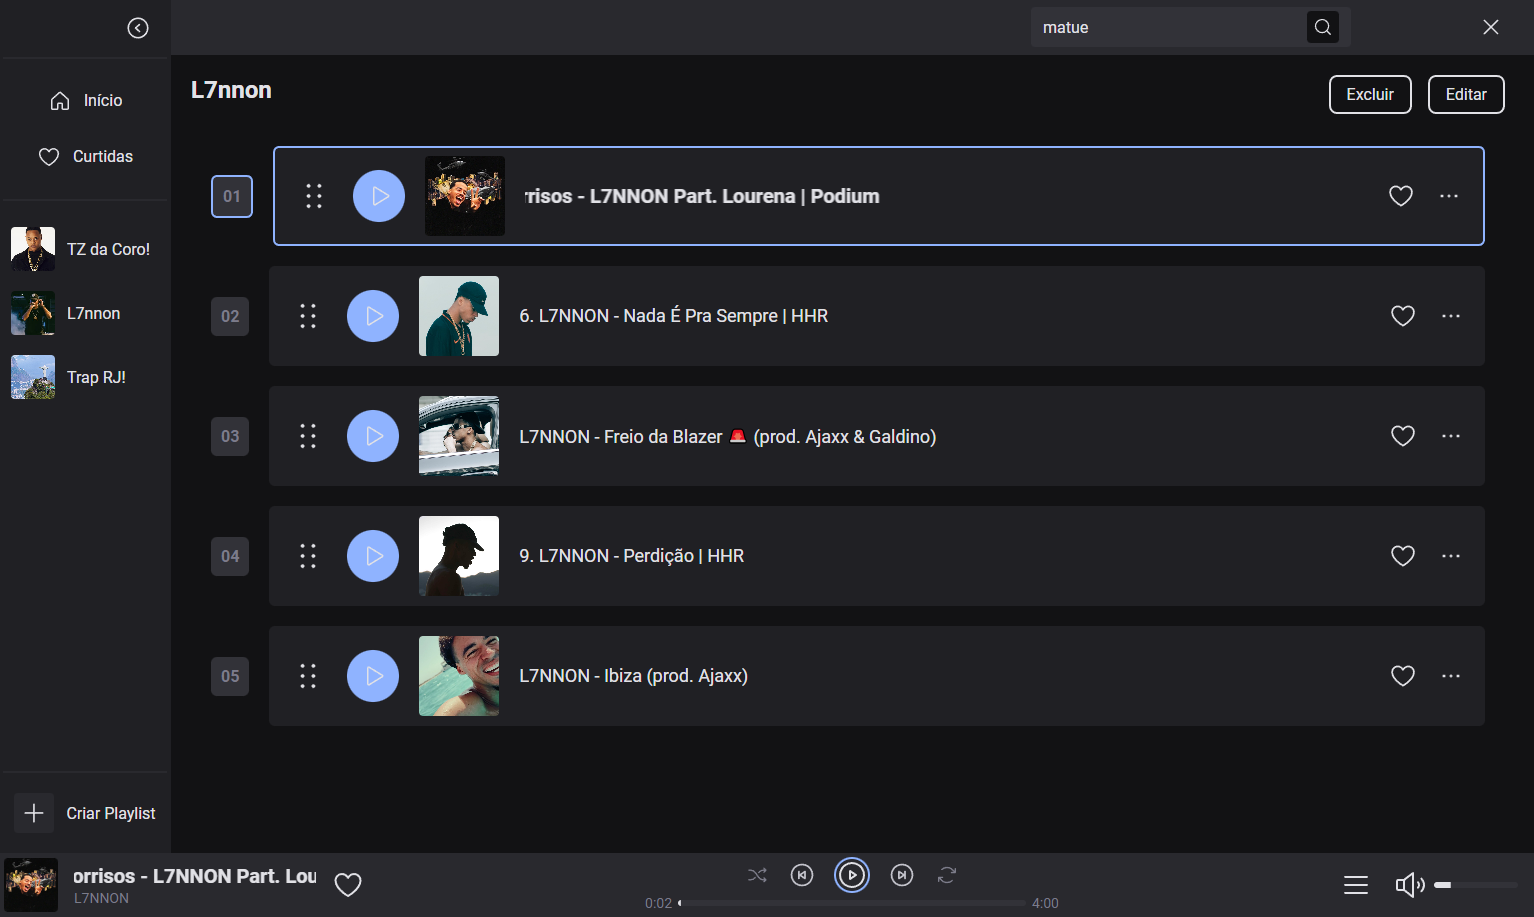 matue
L7nnon
Excluir
Editar
Início
Curtidas
TZ da Coro!
L7nnon
Trap RJ!
01
rrisos - L7NNON Part. Lourena | Podium
02
6. L7NNON - Nada É Pra Sempre | HHR
03
L7NNON - Freio da Blazer 🚨 (prod. Ajaxx & Galdino)
04
9. L7NNON - Perdição | HHR
05
L7NNON - Ibiza (prod. Ajaxx)
Criar Playlist
orrisos - L7NNON Part. Lou
L7NNON
0:02
4:00